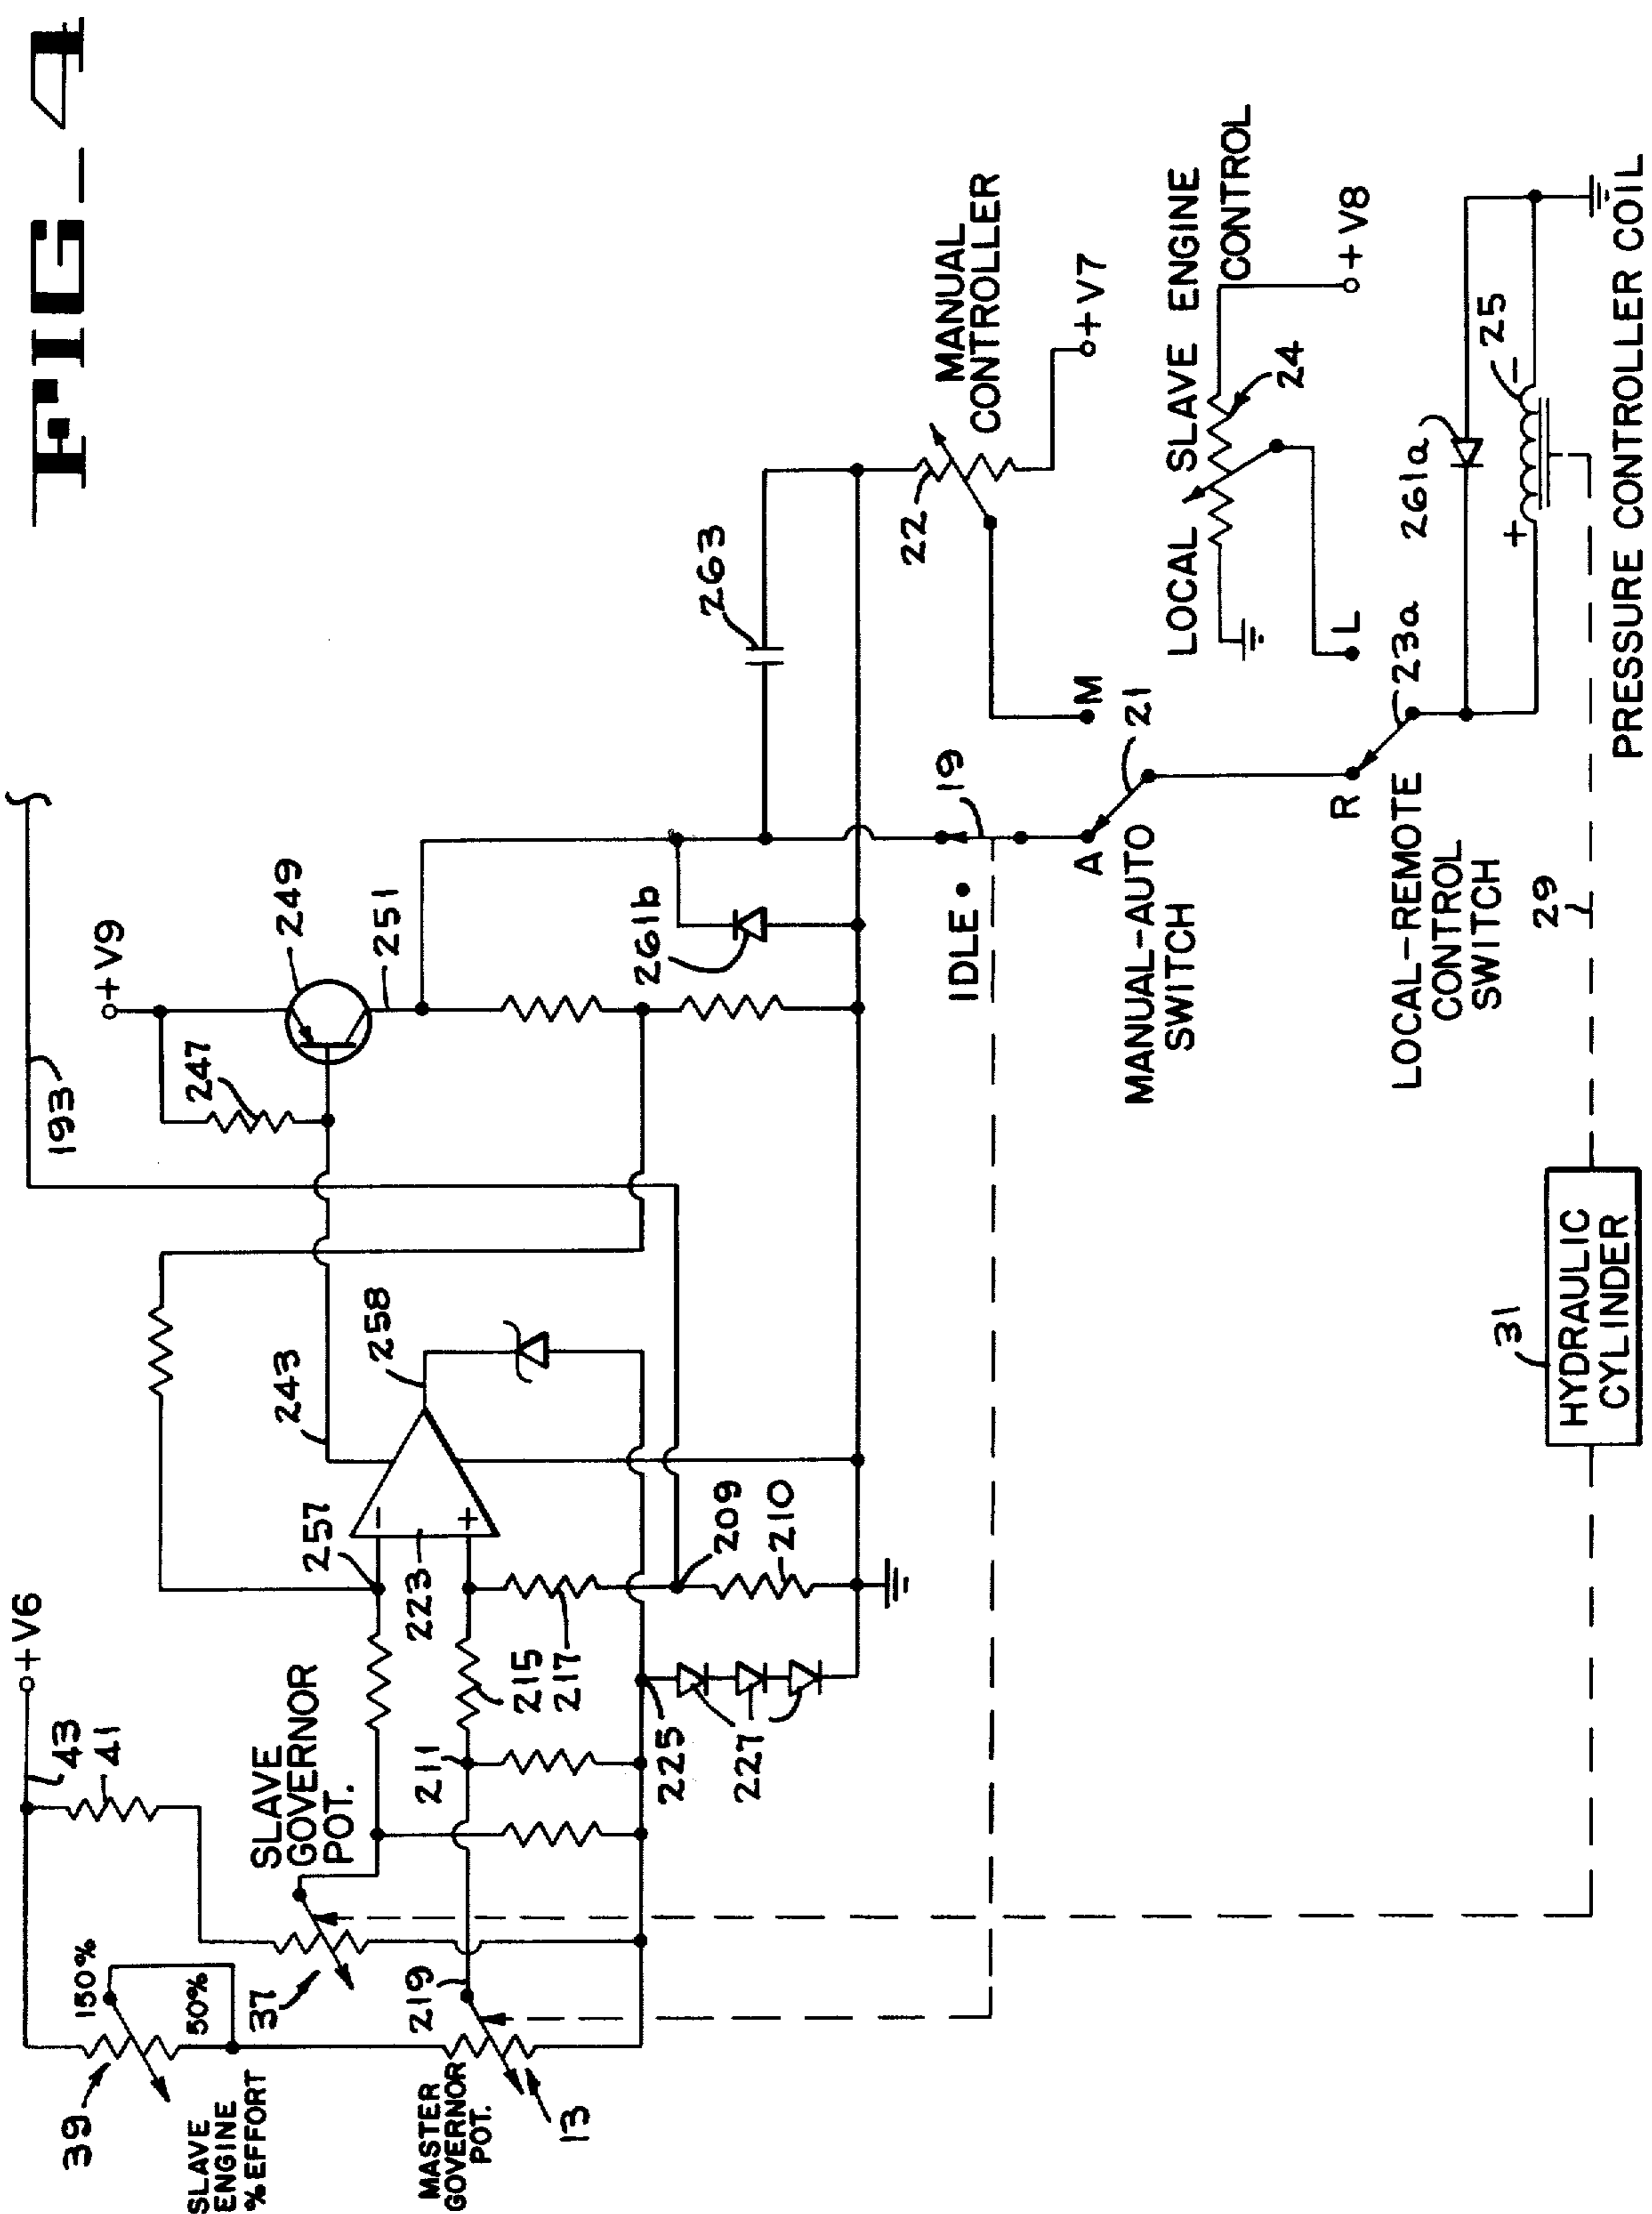 FIG_4
193
+V9
249
247
251
+V6
43
41
243
258
257
223
SLAVE
GOVERNOR
POT.
150%
50%
39
SLAVE
ENGINE
% EFFORT
37
219
211
215
217
209
210
MASTER
GOVERNOR
POT.
13
225
227
261b
263
22
MANUAL
CONTROLLER
+V7
IDLE
19
A
M
21
MANUAL-AUTO
SWITCH
LOCAL SLAVE ENGINE
CONTROL
24
+V8
R
L
23a
LOCAL-REMOTE
CONTROL
SWITCH
261a
25
+
−
29
31
HYDRAULIC
CYLINDER
PRESSURE CONTROLLER COIL